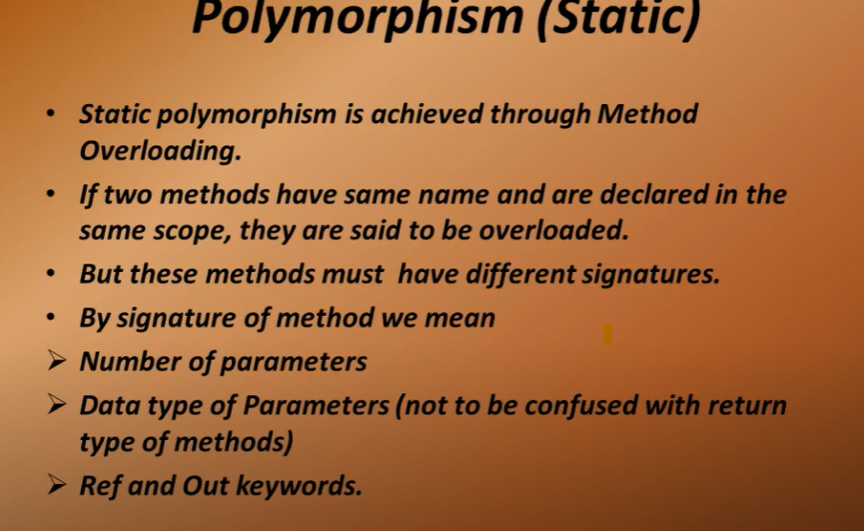 Polymorphism (Static)
• Static polymorphism is achieved through Method
Overloading.
• If two methods have same name and are declared in the
same scope, they are said to be overloaded.
• But these methods must have different signatures.
• By signature of method we mean
➢ Number of parameters
➢ Data type of Parameters (not to be confused with return
type of methods)
➢ Ref and Out keywords.